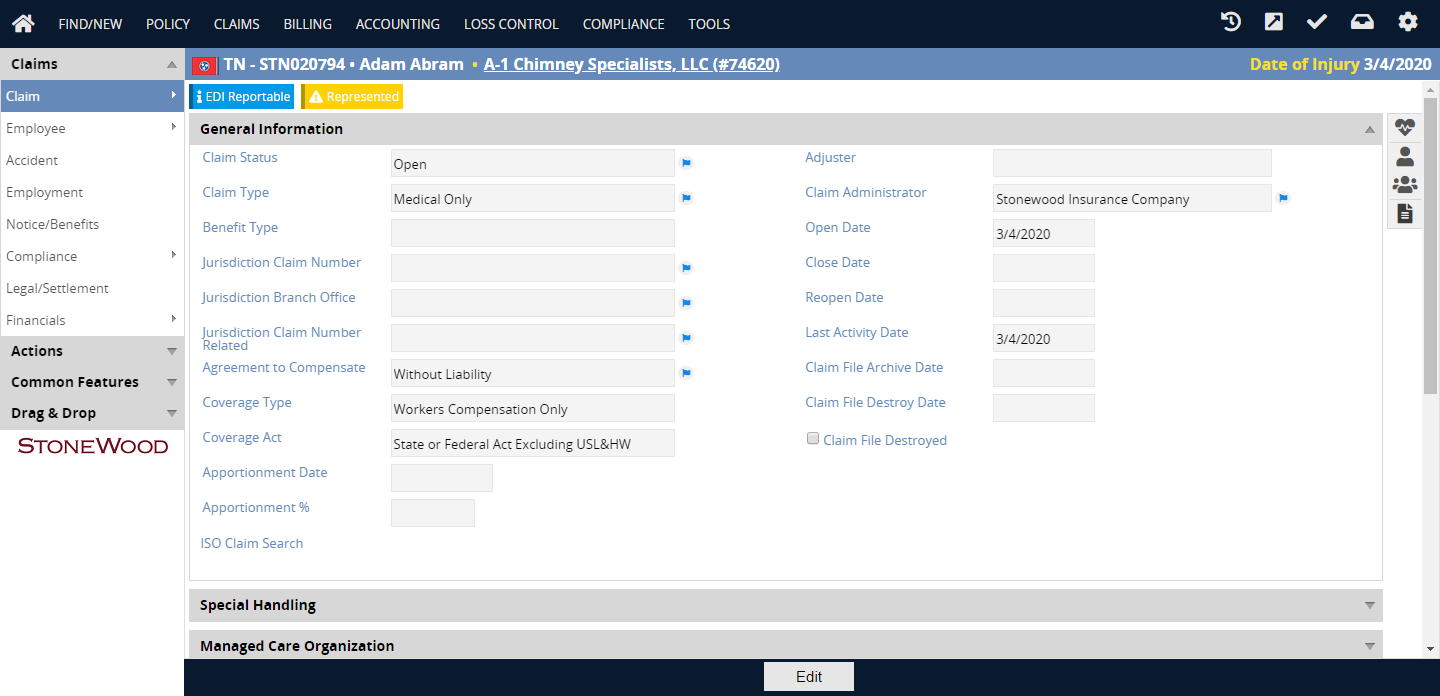 FIND/NEW POLICY CLAIMS BILLING ACCOUNTING LOSS CONTROL COMPLIANCE TOOLS
Claims
TN - STN020794 • Adam Abram • A-1 Chimney Specialists, LLC (#74620)
Date of Injury 3/4/2020
Claim
Employee
Accident
Employment
Notice/Benefits
Compliance
Legal/Settlement
Financials
Actions
Common Features
Drag & Drop
STONEWOOD
EDI Reportable
Represented
General Information
Claim Status Open
Claim Type Medical Only
Benefit Type
Jurisdiction Claim Number
Jurisdiction Branch Office
Jurisdiction Claim Number
Related
Agreement to Compensate Without Liability
Coverage Type Workers Compensation Only
Coverage Act State or Federal Act Excluding USL&HW
Apportionment Date
Apportionment %
ISO Claim Search
Adjuster
Claim Administrator Stonewood Insurance Company
Open Date 3/4/2020
Close Date
Reopen Date
Last Activity Date 3/4/2020
Claim File Archive Date
Claim File Destroy Date
Claim File Destroyed
Special Handling
Managed Care Organization
Edit